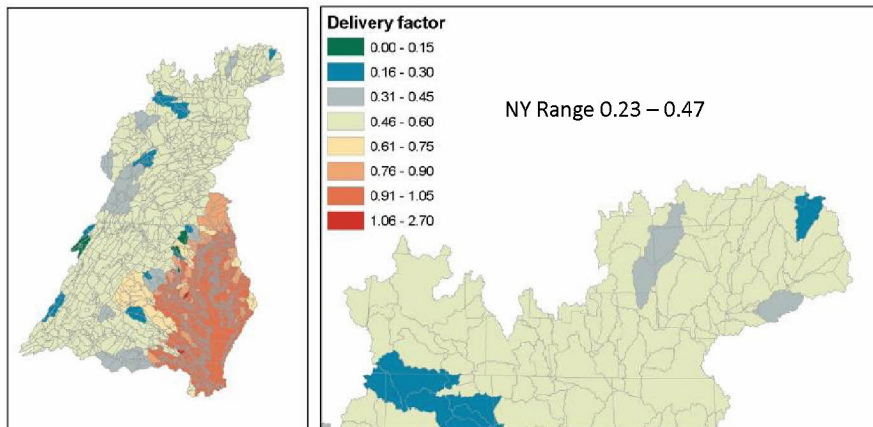 Delivery factor
0.00 - 0.15
0.16 - 0.30
0.31 - 0.45
0.46 - 0.60
0.61 - 0.75
0.76 - 0.90
0.91 - 1.05
1.06 - 2.70
NY Range 0.23 – 0.47